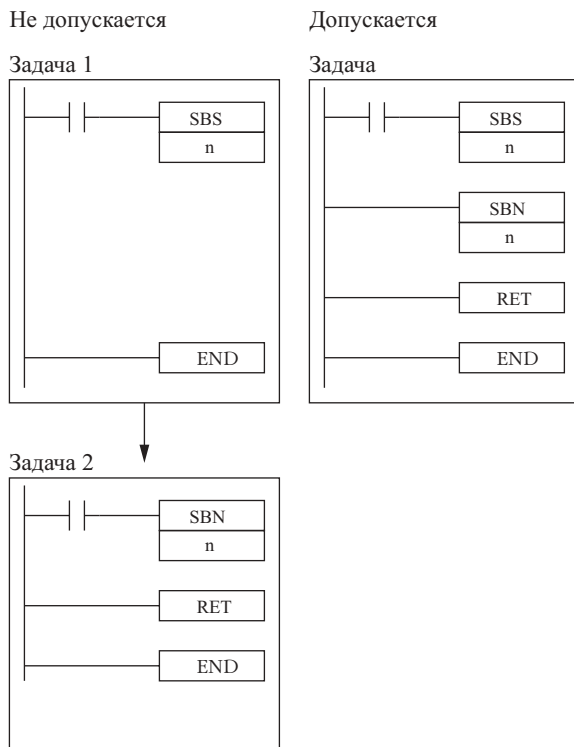 Не допускается
Задача 1
SBS
n
END
Задача 2
SBN
n
RET
END
Допускается
Задача
SBS
n
SBN
n
RET
END